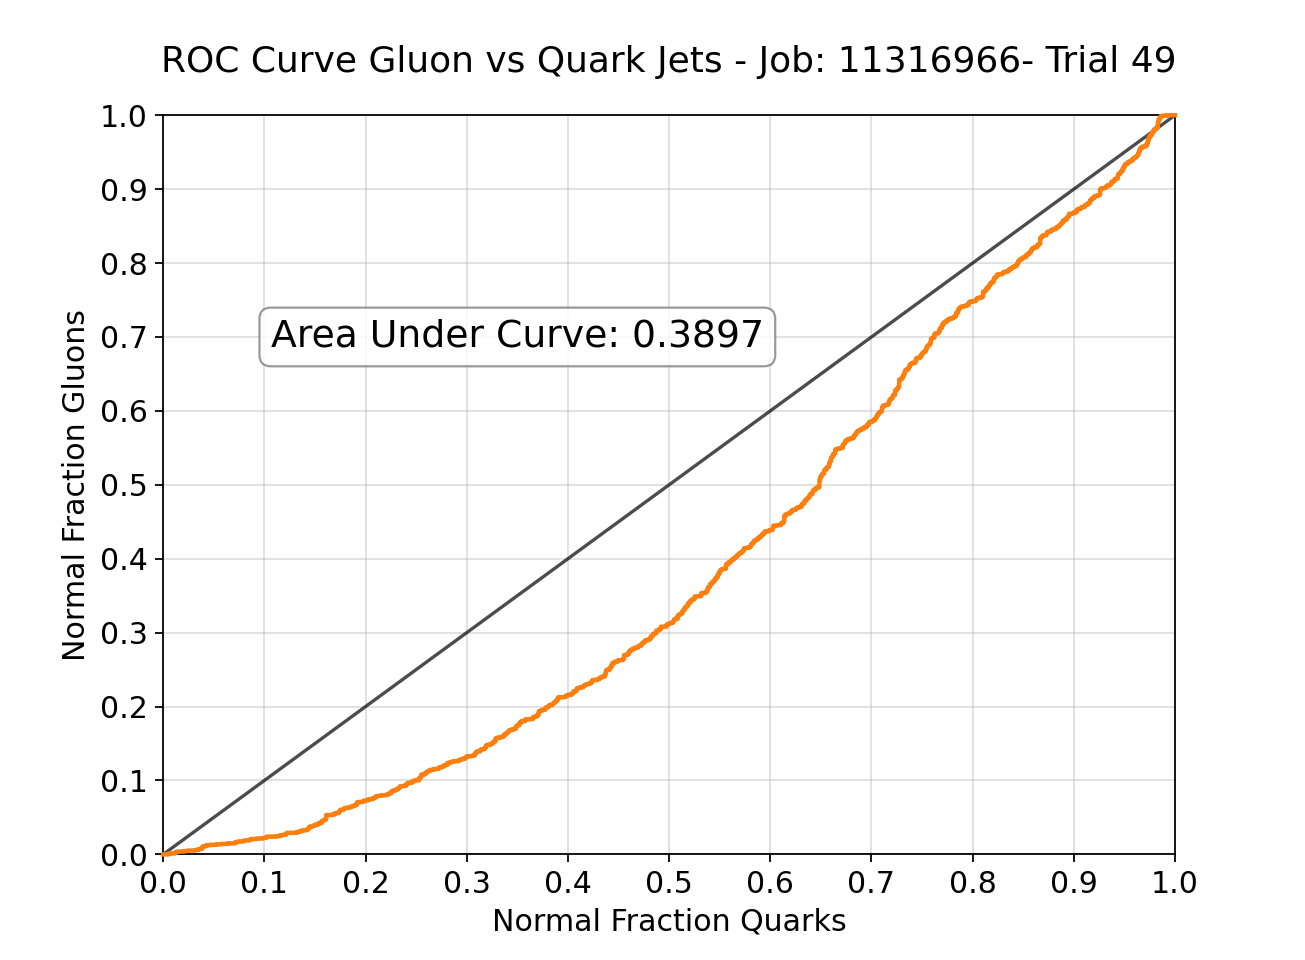 ROC Curve Gluon vs Quark Jets - Job: 11316966- Trial 49
1.0
0.9
0.8
0.7
0.6
0.5
0.4
0.3
0.2
0.1
0.0
Normal Fraction Gluons
Area Under Curve: 0.3897
0.0 0.1 0.2 0.3 0.4 0.5 0.6 0.7 0.8 0.9 1.0
Normal Fraction Quarks